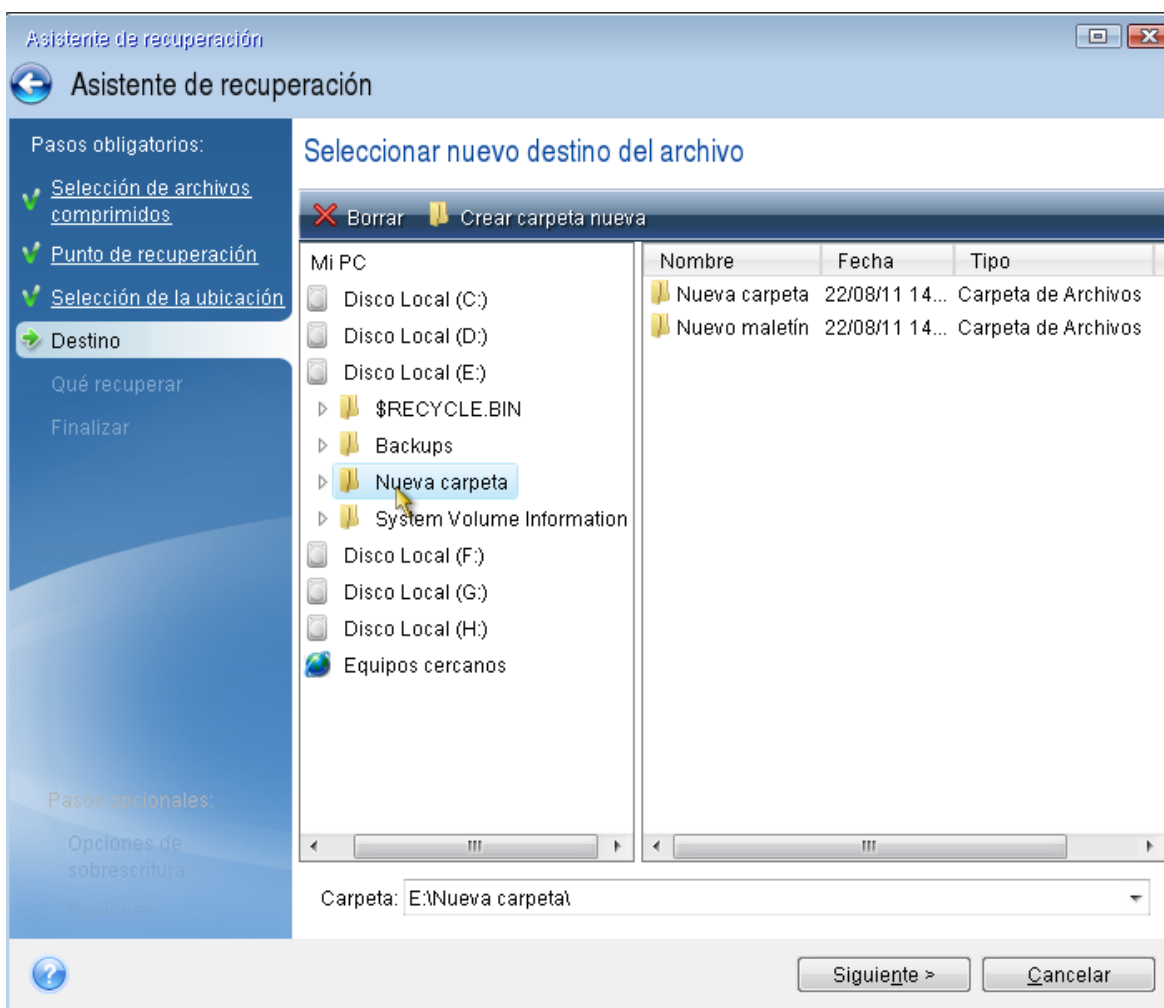 Asistente de recuperación
Asistente de recuperación
Pasos obligatorios:
Selección de archivos
comprimidos
Punto de recuperación
Selección de la ubicación
Destino
Qué recuperar
Finalizar
Pasos opcionales:
Opciones de
sobrescritura
Opciones
Seleccionar nuevo destino del archivo
Borrar
Crear carpeta nueva
Mi PC
Disco Local (C:)
Disco Local (D:)
Disco Local (E:)
$RECYCLE.BIN
Backups
Nueva carpeta
System Volume Information
Disco Local (F:)
Disco Local (G:)
Disco Local (H:)
Equipos cercanos
Nombre Fecha Tipo
Nueva carpeta 22/08/11 14... Carpeta de Archivos
Nuevo maletín 22/08/11 14... Carpeta de Archivos
Carpeta: E:\Nueva carpeta\
Siguiente >
Cancelar